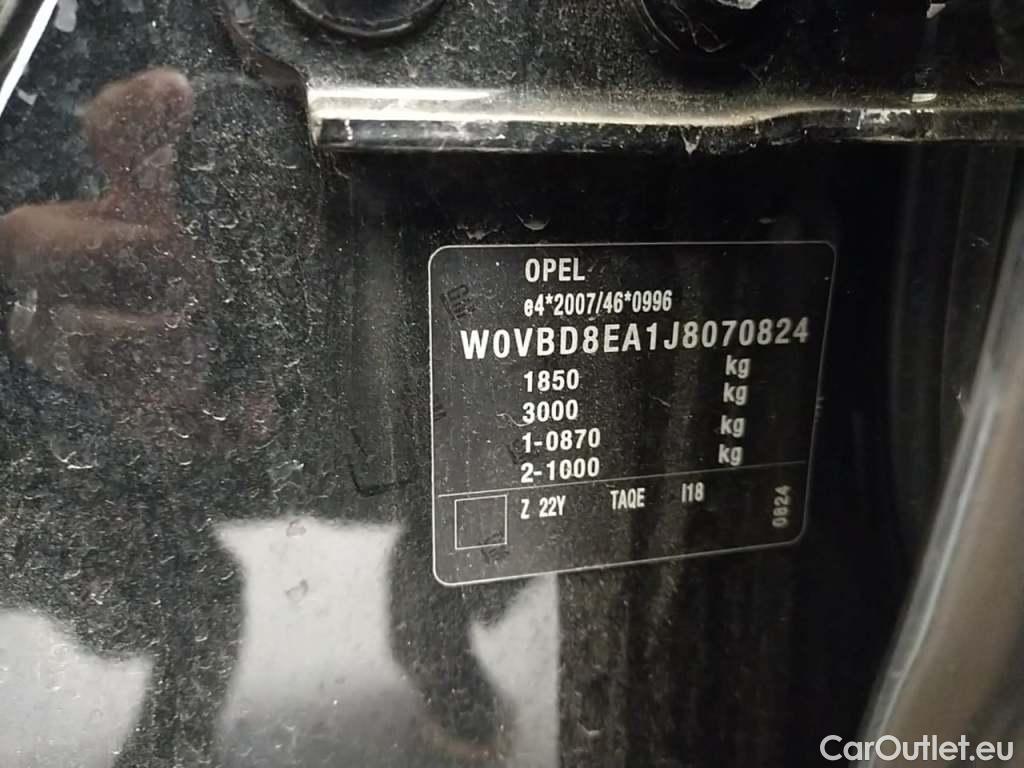 OPEL
e4*2007/46*0996
W0VBD8EA1J8070824
1850 kg
3000 kg
1-0870 kg
2-1000 kg
Z 22Y TAQE I18
0824
CarOutlet.eu